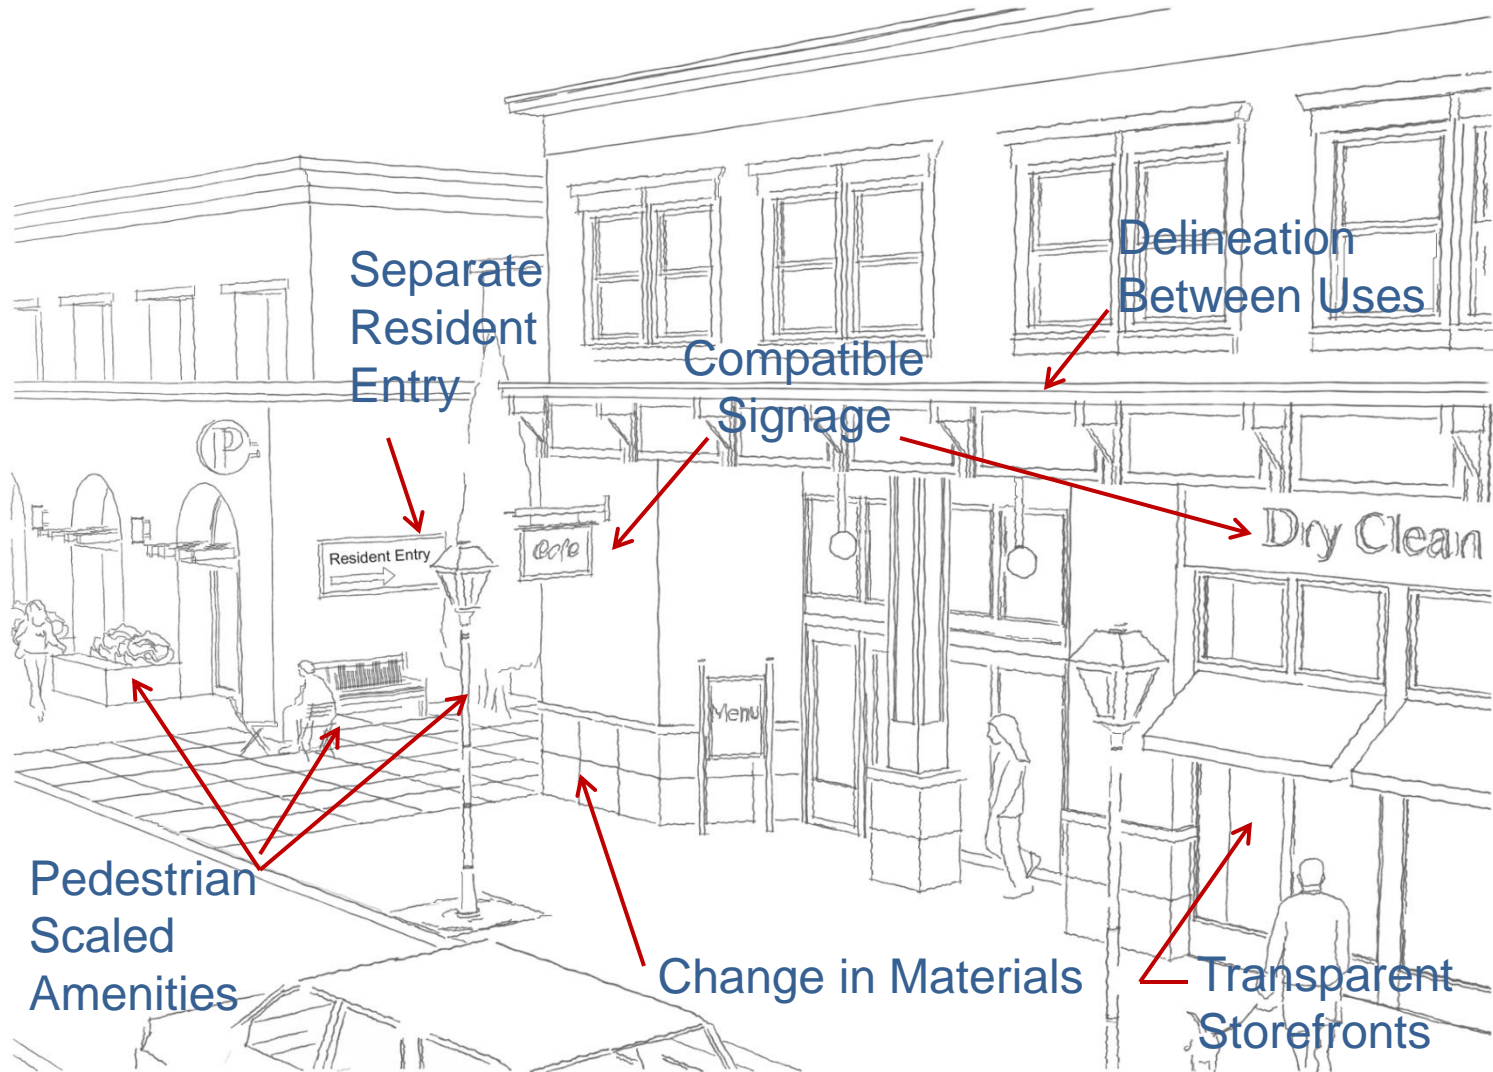 Delineation
Between Uses
Separate
Resident
Entry
Compatible
Signage
P
Resident Entry
Cafe
Dry Clean
Menu
Pedestrian
Scaled
Amenities
Change in Materials
Transparent
Storefronts